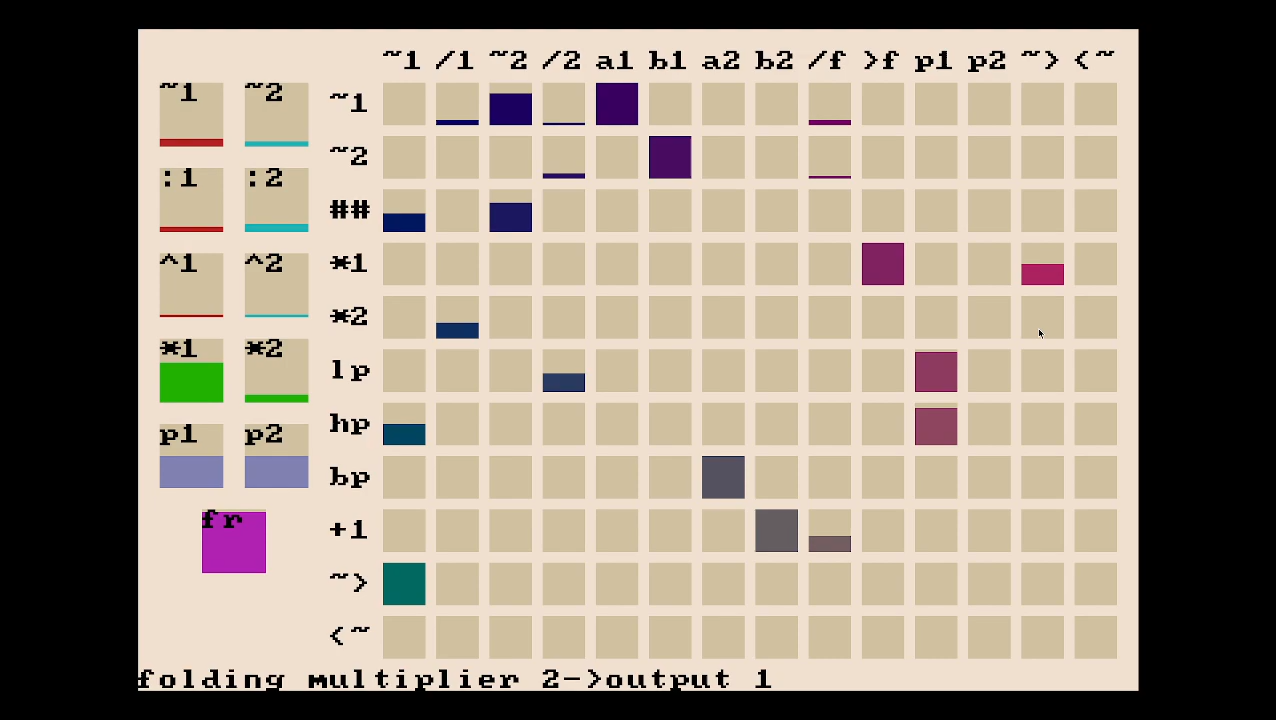 ~1 /1 ~2 /2 a1 b1 a2 b2 /f >f p1 p2 ~> <~
~1 ~2 ~1
~2
:1 :2 ##
^1 ^2 *1
*1 *2 *2
lp
p1 p2 hp
bp
fr +1
~>
<~
folding multiplier 2->output 1